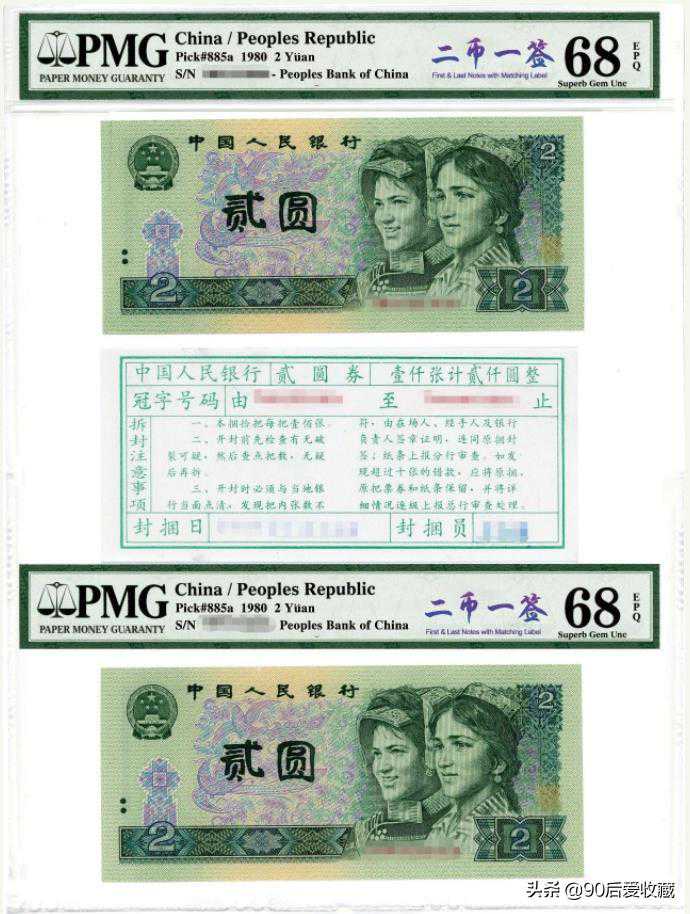 PMG
PAPER MONEY GUARANTY
China / Peoples Republic
Pick#885a 1980 2 Yüan
S/N - Peoples Bank of China
二币一签
First & Last Notes with Matching Label
68
EPQ
Superb Gem Unc
中国人民银行
贰圆
2
2
2
中国人民银行 贰圆券 壹仟张计贰仟圆整
冠字号码 由 至 止
拆封注意事项
一、本捆拾把每把壹佰张。
二、开封前先检查有无破
裂可疑，然后查点把数，无疑
后再拆。
三、开封时必须与当地银
行当面点清，发现把内张数不
符，由在场人、经手人及银行
负责人签章证明，连同原捆封
签；纸条上报分行审查。如发
现超过十张的错款，应将原捆、
原把票券和纸条保留，并将详
细情况连级上报总行审查处理。
封捆日 封捆员
PMG
PAPER MONEY GUARANTY
China / Peoples Republic
Pick#885a 1980 2 Yüan
S/N Peoples Bank of China
二币一签
First & Last Notes with Matching Label
68
EPQ
Superb Gem Unc
中国人民银行
贰圆
2
2
2
头条 @90后爱收藏